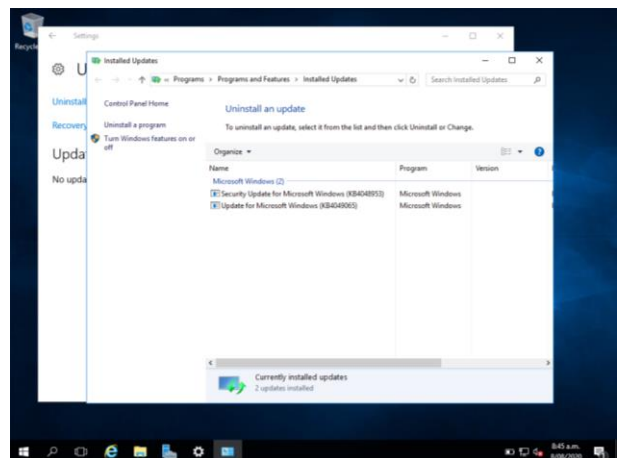 Recycle
Settings
Installed Updates
Programs > Programs and Features > Installed Updates
Search Installed Updates
U
Uninstall
Recovery
Upda
No upda
Control Panel Home
Uninstall a program
Turn Windows features on or
off
Uninstall an update
To uninstall an update, select it from the list and then click Uninstall or Change.
Organize
Name Program Version
Microsoft Windows (2)
Security Update for Microsoft Windows (KB4048953) Microsoft Windows
Update for Microsoft Windows (KB4049065) Microsoft Windows
Currently installed updates
2 updates installed
8:45 a.m.
8/08/2020